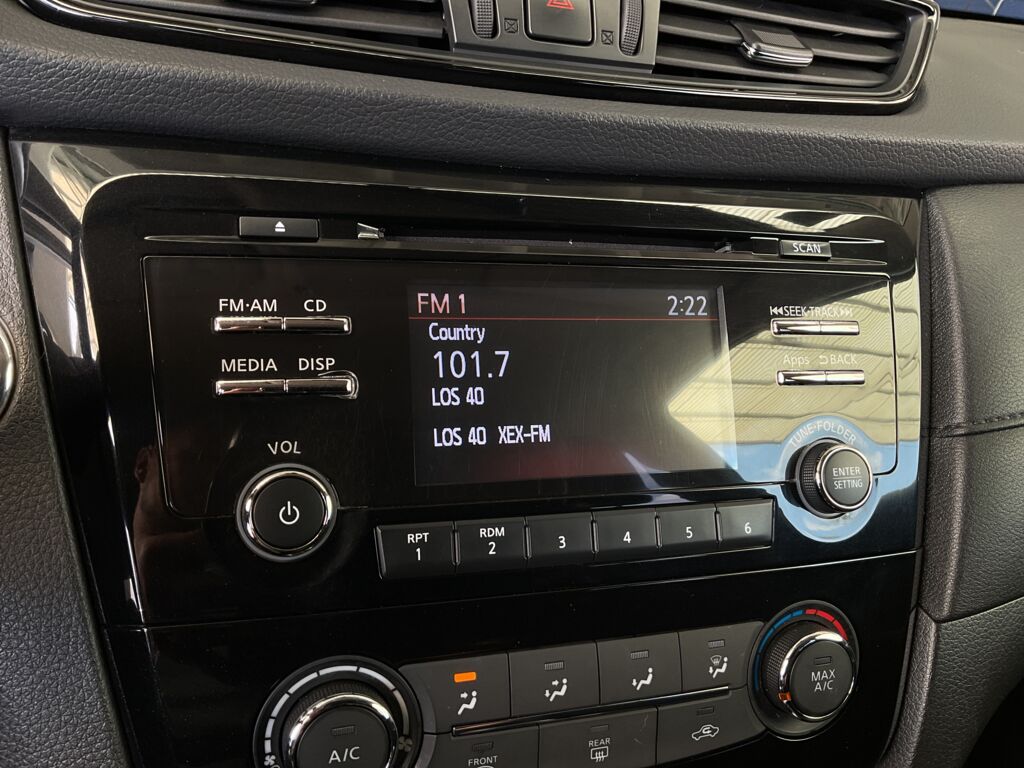 SCAN
FM·AM CD
MEDIA DISP
VOL
FM 1 2:22
Country
101.7
LOS 40
LOS 40 XEX-FM
SEEK·TRACK
Apps BACK
TUNE·FOLDER
ENTER
SETTING
RPT
1
RDM
2
3
4
5
6
A/C
FRONT
REAR
MAX
A/C